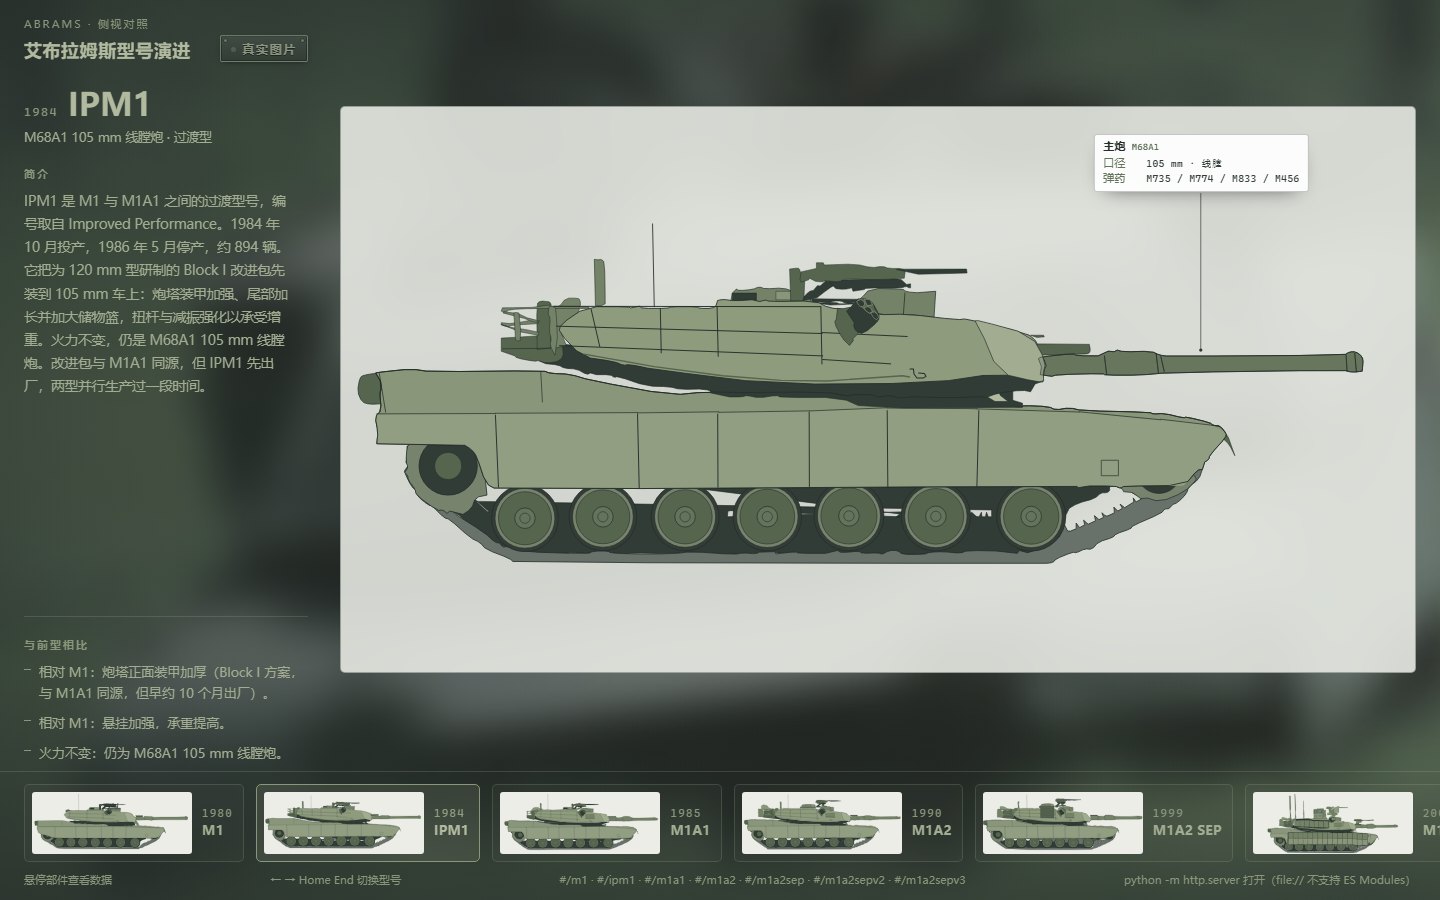 ABRAMS · 侧视对照
艾布拉姆斯型号演进
真实图片
1984 IPM1
M68A1 105 mm 线膛炮 · 过渡型
简介
IPM1 是 M1 与 M1A1 之间的过渡型号，编
号取自 Improved Performance。1984 年
10 月投产，1986 年 5 月停产，约 894 辆。
它把为 120 mm 型研制的 Block I 改进包先
装到 105 mm 车上：炮塔装甲加强、尾部加
长并加大储物篮，扭杆与减振强化以承受增
重。火力不变，仍是 M68A1 105 mm 线膛
炮。改进包与 M1A1 同源，但 IPM1 先出
厂，两型并行生产过一段时间。
主炮 M68A1
口径 105 mm · 线膛
弹药 M735 / M774 / M833 / M456
与前型相比
– 相对 M1：炮塔正面装甲加厚（Block I 方案，
与 M1A1 同源，但早约 10 个月出厂）。
– 相对 M1：悬挂加强，承重提高。
– 火力不变：仍为 M68A1 105 mm 线膛炮。
1980
M1
1984
IPM1
1985
M1A1
1990
M1A2
1999
M1A2 SEP
悬停部件查看数据
← → Home End 切换型号
#/m1 · #/ipm1 · #/m1a1 · #/m1a2 · #/m1a2sep · #/m1a2sepv2 · #/m1a2sepv3
python -m http.server 打开（file:// 不支持 ES Modules）